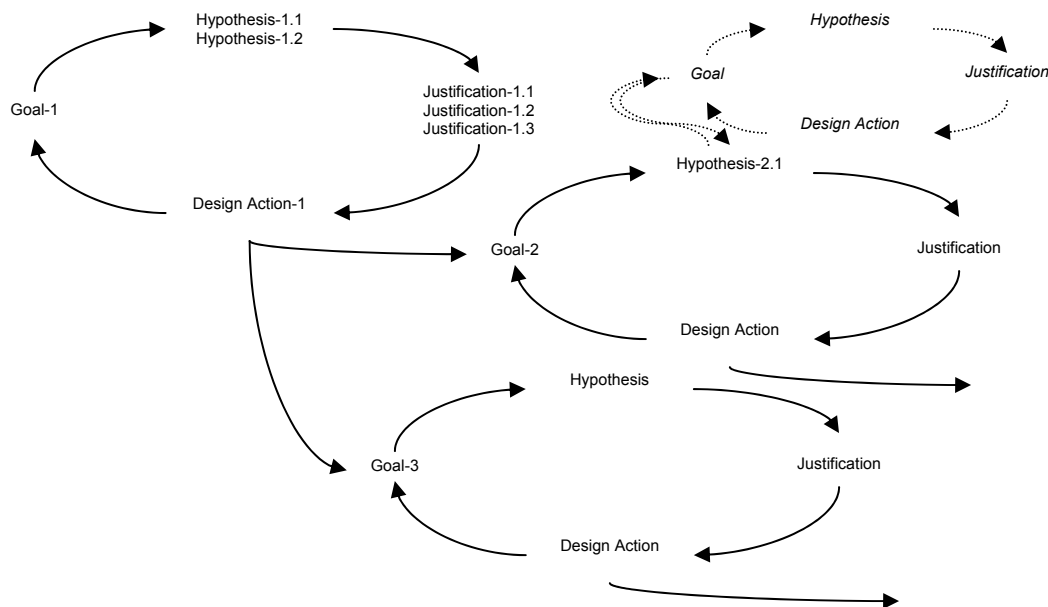 Hypothesis-1.1
Hypothesis-1.2
Goal-1
Justification-1.1
Justification-1.2
Justification-1.3
Design Action-1
Hypothesis
Goal
Justification
Design Action
Hypothesis-2.1
Goal-2
Justification
Design Action
Hypothesis
Goal-3
Justification
Design Action